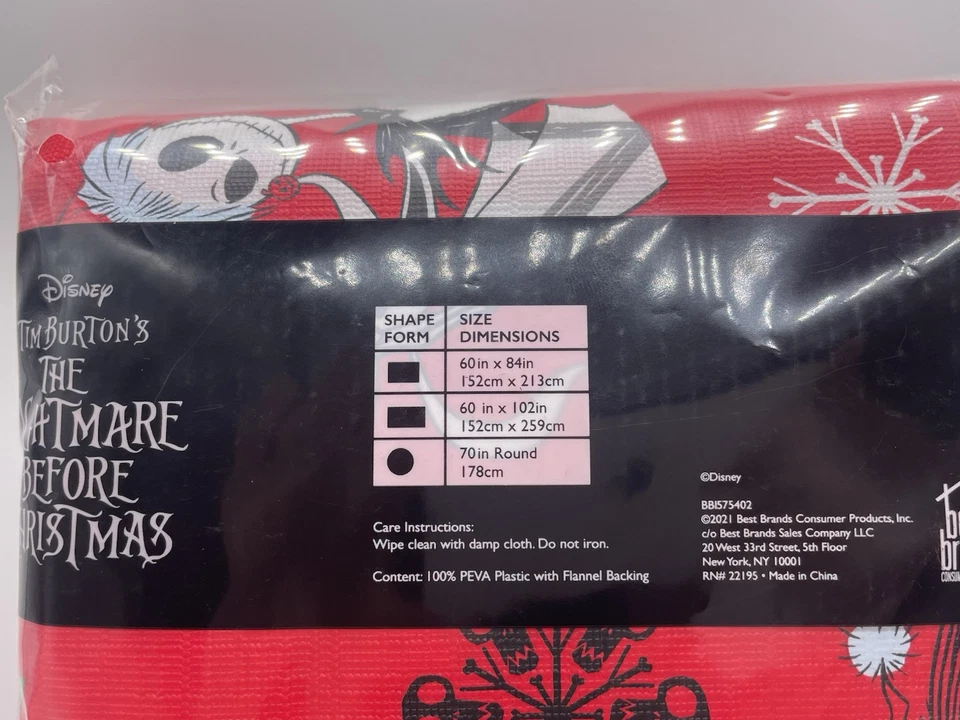 Disney
TIM BURTON'S
THE
BEFORE
SHAPE FORM
SIZE DIMENSIONS
60in x 84in
152cm x 213cm
60 in x 102in
152cm x 259cm
70in Round
178cm
Care Instructions:
Wipe clean with damp cloth. Do not iron.
Content: 100% PEVA Plastic with Flannel Backing
©Disney
BBI575402
©2021 Best Brands Consumer Products, Inc.
c/o Best Brands Sales Company LLC
20 West 33rd Street, 5th Floor
New York, NY 10001
RN# 22195 • Made in China